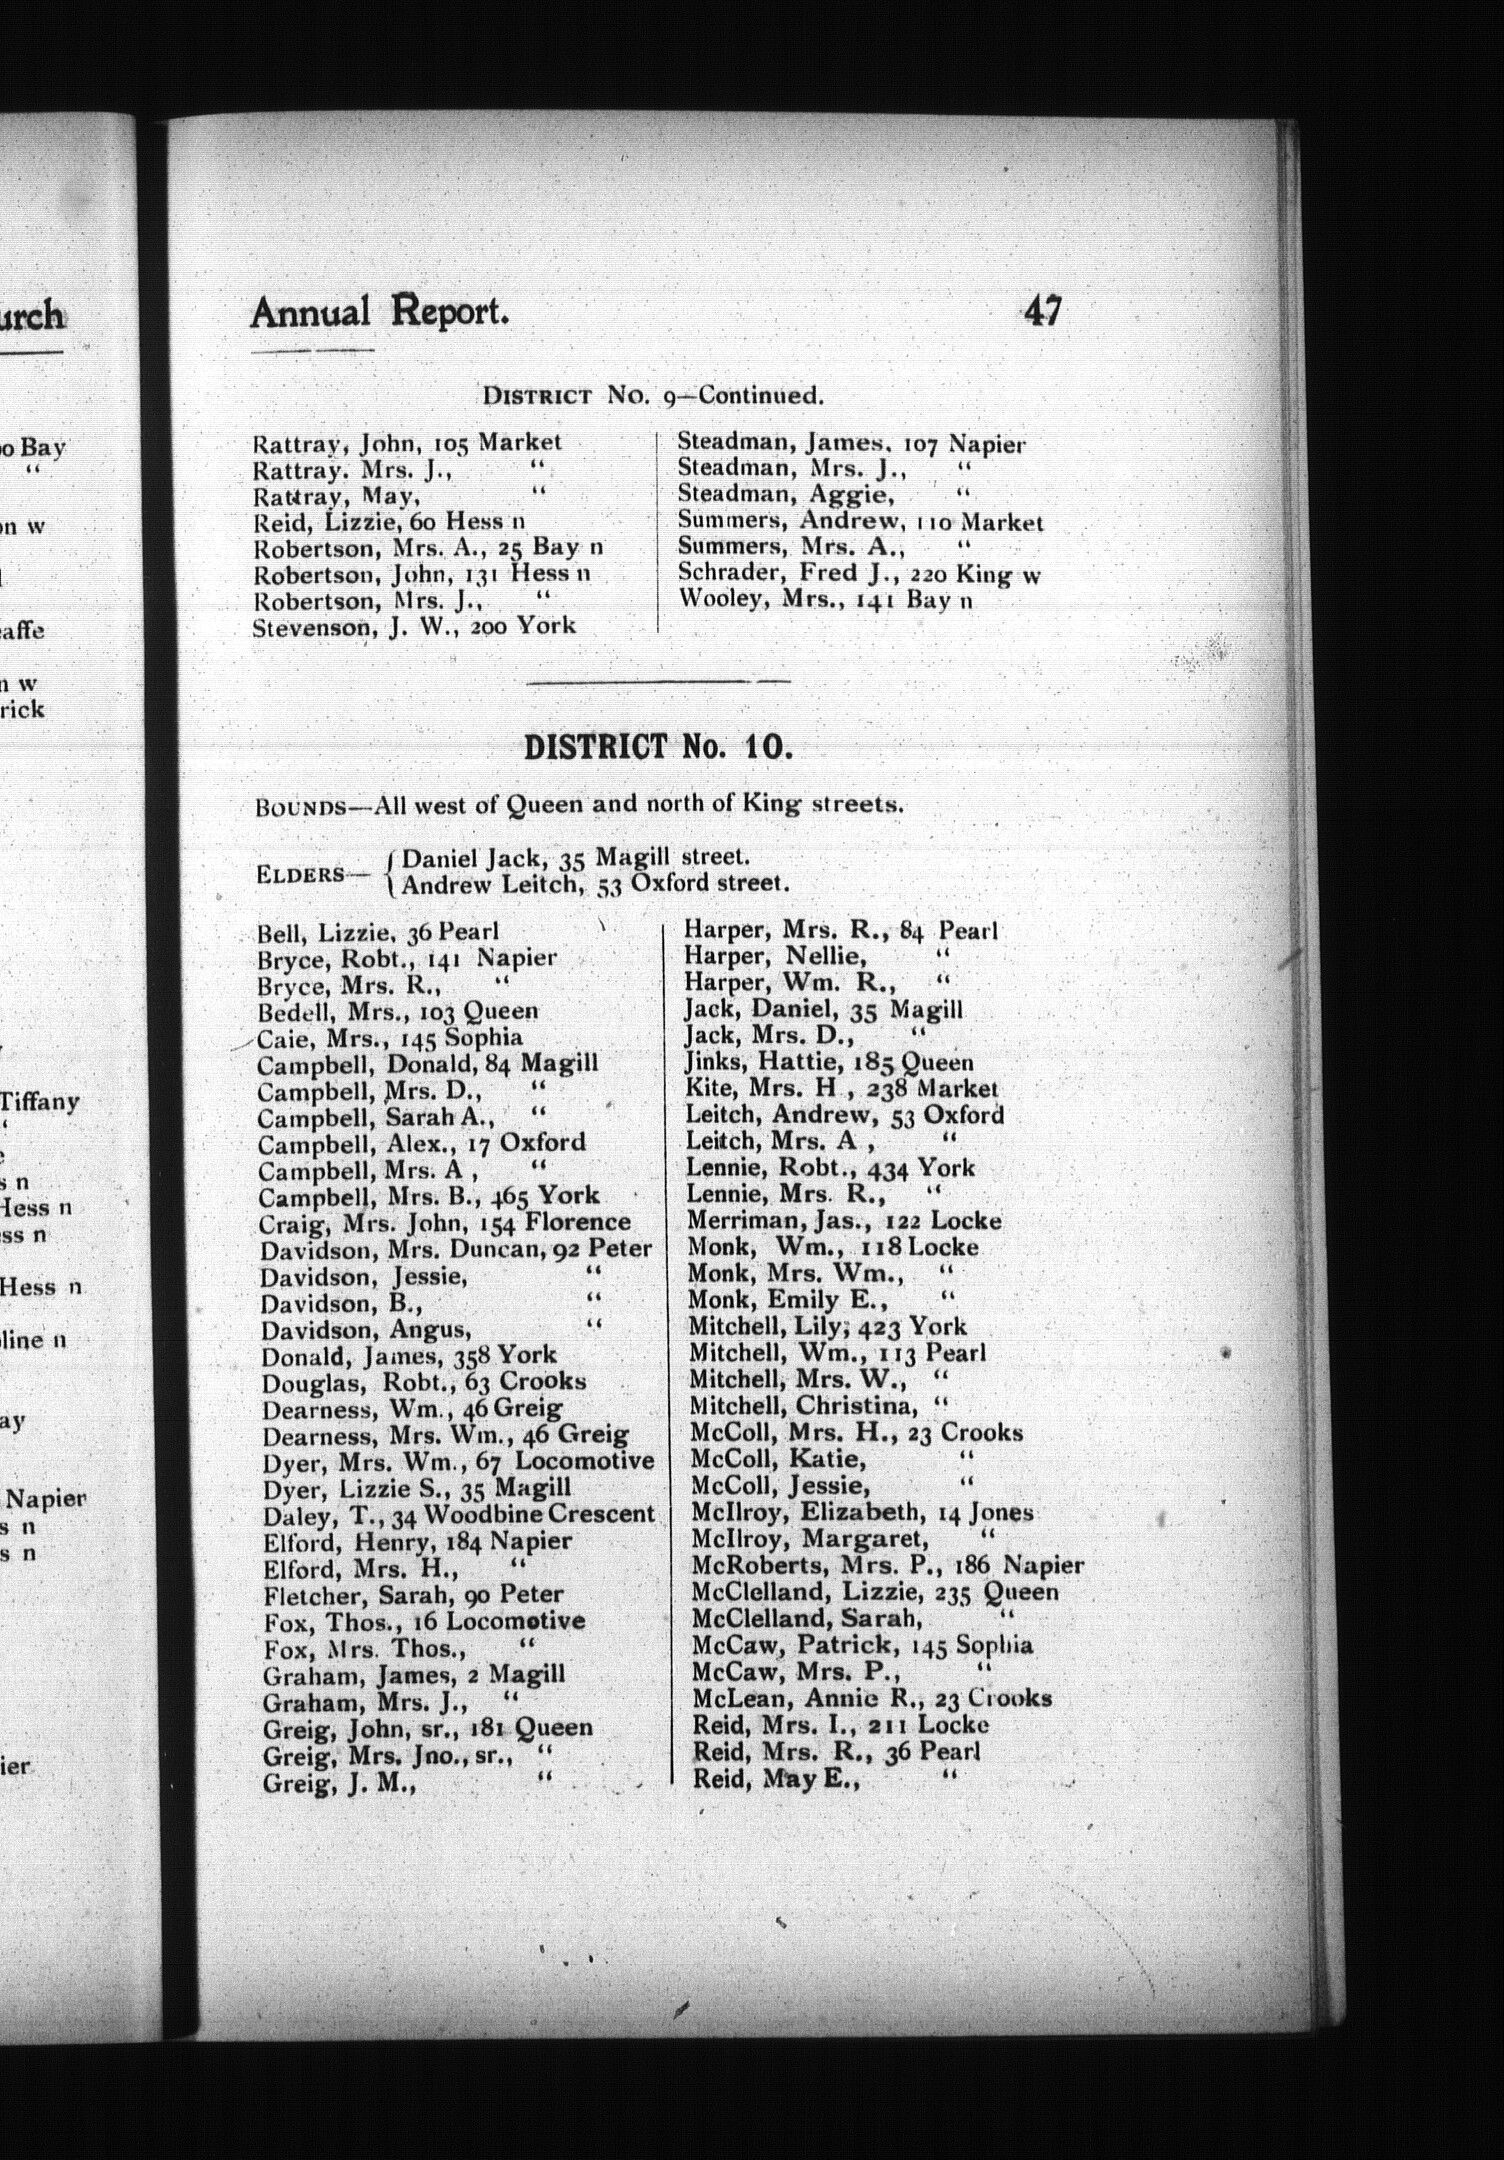 urch
o Bay
“
on w
affe
n w
rick
Tiffany
“
s n
Hess n
ss n
Hess n
line n
ay
Napier
s n
s n
ier
Annual Report. 47
DISTRICT No. 9—Continued.
Rattray, John, 105 Market
Rattray. Mrs. J., “
Rattray, May, “
Reid, Lizzie, 60 Hess n
Robertson, Mrs. A., 25 Bay n
Robertson, John, 131 Hess n
Robertson, Mrs. J., “
Stevenson, J. W., 200 York
Steadman, James. 107 Napier
Steadman, Mrs. J., “
Steadman, Aggie, “
Summers, Andrew, 110 Market
Summers, Mrs. A., “
Schrader, Fred J., 220 King w
Wooley, Mrs., 141 Bay n
DISTRICT No. 10.
BOUNDS—All west of Queen and north of King streets.
ELDERS— { Daniel Jack, 35 Magill street.
Andrew Leitch, 53 Oxford street.
Bell, Lizzie, 36 Pearl
Bryce, Robt., 141 Napier
Bryce, Mrs. R., “
Bedell, Mrs., 103 Queen
Caie, Mrs., 145 Sophia
Campbell, Donald, 84 Magill
Campbell, Mrs. D., “
Campbell, Sarah A., “
Campbell, Alex., 17 Oxford
Campbell, Mrs. A , “
Campbell, Mrs. B., 465 York
Craig, Mrs. John, 154 Florence
Davidson, Mrs. Duncan, 92 Peter
Davidson, Jessie, “
Davidson, B., “
Davidson, Angus, “
Donald, James, 358 York
Douglas, Robt., 63 Crooks
Dearness, Wm., 46 Greig
Dearness, Mrs. Wm., 46 Greig
Dyer, Mrs. Wm., 67 Locomotive
Dyer, Lizzie S., 35 Magill
Daley, T., 34 Woodbine Crescent
Elford, Henry, 184 Napier
Elford, Mrs. H., “
Fletcher, Sarah, 90 Peter
Fox, Thos., 16 Locomotive
Fox, Mrs. Thos., “
Graham, James, 2 Magill
Graham, Mrs. J., “
Greig, John, sr., 181 Queen
Greig, Mrs. Jno., sr., “
Greig, J. M., “
Harper, Mrs. R., 84 Pearl
Harper, Nellie, “
Harper, Wm. R., “
Jack, Daniel, 35 Magill
Jack, Mrs. D., “
Jinks, Hattie, 185 Queen
Kite, Mrs. H , 238 Market
Leitch, Andrew, 53 Oxford
Leitch, Mrs. A , “
Lennie, Robt., 434 York
Lennie, Mrs. R., “
Merriman, Jas., 122 Locke
Monk, Wm., 118 Locke
Monk, Mrs. Wm., “
Monk, Emily E., “
Mitchell, Lily; 423 York
Mitchell, Wm., 113 Pearl
Mitchell, Mrs. W., “
Mitchell, Christina, “
McColl, Mrs. H., 23 Crooks
McColl, Katie, “
McColl, Jessie, “
McIlroy, Elizabeth, 14 Jones
McIlroy, Margaret, “
McRoberts, Mrs. P., 186 Napier
McClelland, Lizzie, 235 Queen
McClelland, Sarah, “
McCaw, Patrick, 145 Sophia
McCaw, Mrs. P., “
McLean, Annie R., 23 Crooks
Reid, Mrs. I., 211 Locke
Reid, Mrs. R., 36 Pearl
Reid, May E., “